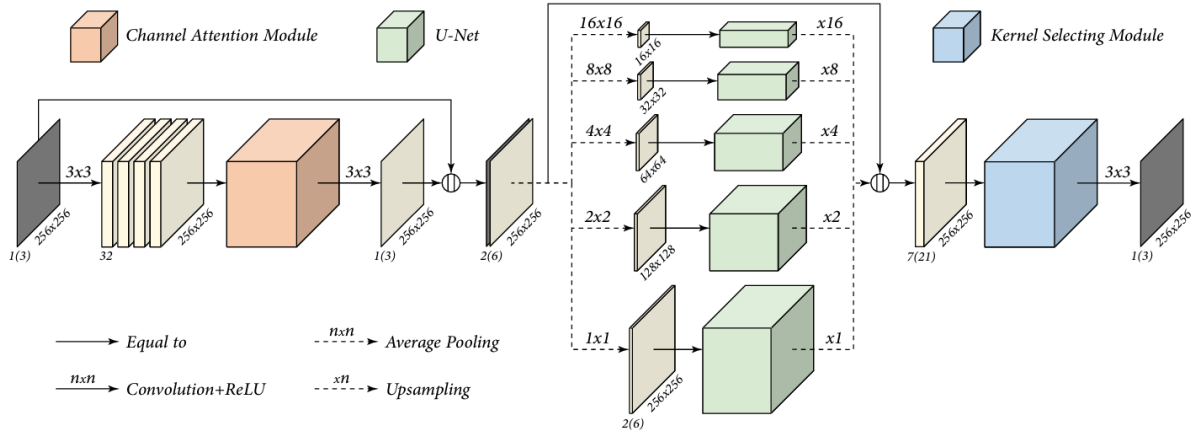 Channel Attention Module
U-Net
Kernel Selecting Module
3x3
1(3)
256x256
32
256x256
3x3
1(3)
256x256
2(6)
256x256
16x16
16x16
x16
8x8
32x32
x8
4x4
64x64
x4
2x2
128x128
x2
1x1
2(6)
256x256
x1
7(21)
256x256
3x3
1(3)
256x256
Equal to
nxn
Convolution+ReLU
nxn
Average Pooling
xn
Upsampling